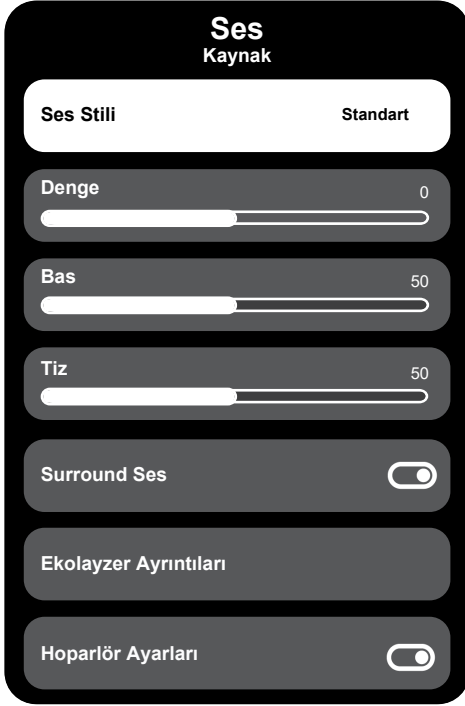 Ses
Kaynak
Ses Stili Standart
Denge 0
Bas 50
Tiz 50
Surround Ses
Ekolayzer Ayrıntıları
Hoparlör Ayarları